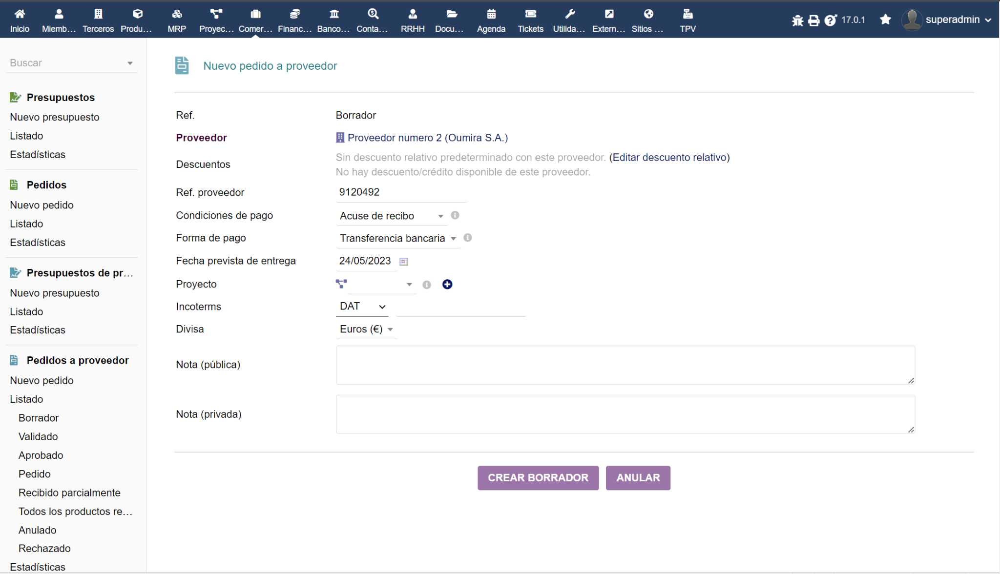 Inicio
Miemb...
Terceros
Produ...
MRP
Proyec...
Comer...
Financ...
Banco...
Conta...
RRHH
Docu...
Agenda
Tickets
Utilida...
Extern...
Sitios ...
TPV
17.0.1
superadmin
Buscar
Presupuestos
Nuevo presupuesto
Listado
Estadísticas
Pedidos
Nuevo pedido
Listado
Estadísticas
Presupuestos de pr...
Nuevo presupuesto
Listado
Estadísticas
Pedidos a proveedor
Nuevo pedido
Listado
Borrador
Validado
Aprobado
Pedido
Recibido parcialmente
Todos los productos re...
Anulado
Rechazado
Estadísticas
Nuevo pedido a proveedor
Ref. Borrador
Proveedor Proveedor numero 2 (Oumira S.A.)
Descuentos
Sin descuento relativo predeterminado con este proveedor. (Editar descuento relativo)
No hay descuento/crédito disponible de este proveedor.
Ref. proveedor 9120492
Condiciones de pago Acuse de recibo
Forma de pago Transferencia bancaria
Fecha prevista de entrega 24/05/2023
Proyecto
Incoterms DAT
Divisa Euros (€)
Nota (pública)
Nota (privada)
CREAR BORRADOR ANULAR